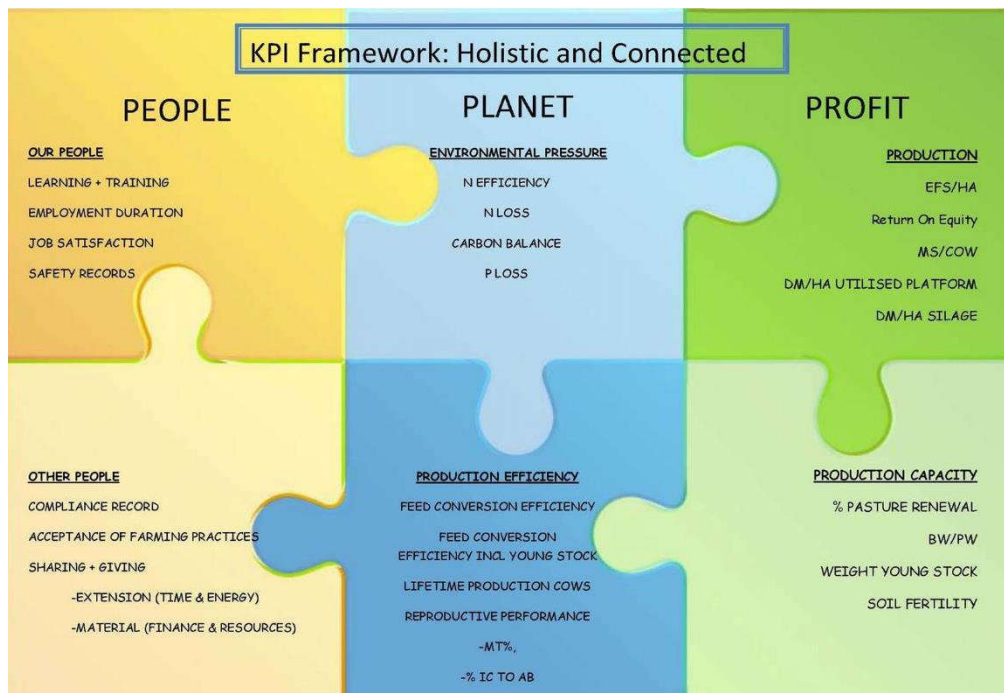 KPI Framework: Holistic and Connected
PEOPLE
OUR PEOPLE
LEARNING + TRAINING
EMPLOYMENT DURATION
JOB SATISFACTION
SAFETY RECORDS
PLANET
ENVIRONMENTAL PRESSURE
N EFFICIENCY
N LOSS
CARBON BALANCE
P LOSS
PROFIT
PRODUCTION
EFS/HA
Return On Equity
MS/COW
DM/HA UTILISED PLATFORM
DM/HA SILAGE
OTHER PEOPLE
COMPLIANCE RECORD
ACCEPTANCE OF FARMING PRACTICES
SHARING + GIVING
-EXTENSION (TIME & ENERGY)
-MATERIAL (FINANCE & RESOURCES)
PRODUCTION EFFICIENCY
FEED CONVERSION EFFICIENCY
FEED CONVERSION
EFFICIENCY INCL YOUNG STOCK
LIFETIME PRODUCTION COWS
REPRODUCTIVE PERFORMANCE
-MT%,
-% IC TO AB
PRODUCTION CAPACITY
% PASTURE RENEWAL
BW/PW
WEIGHT YOUNG STOCK
SOIL FERTILITY